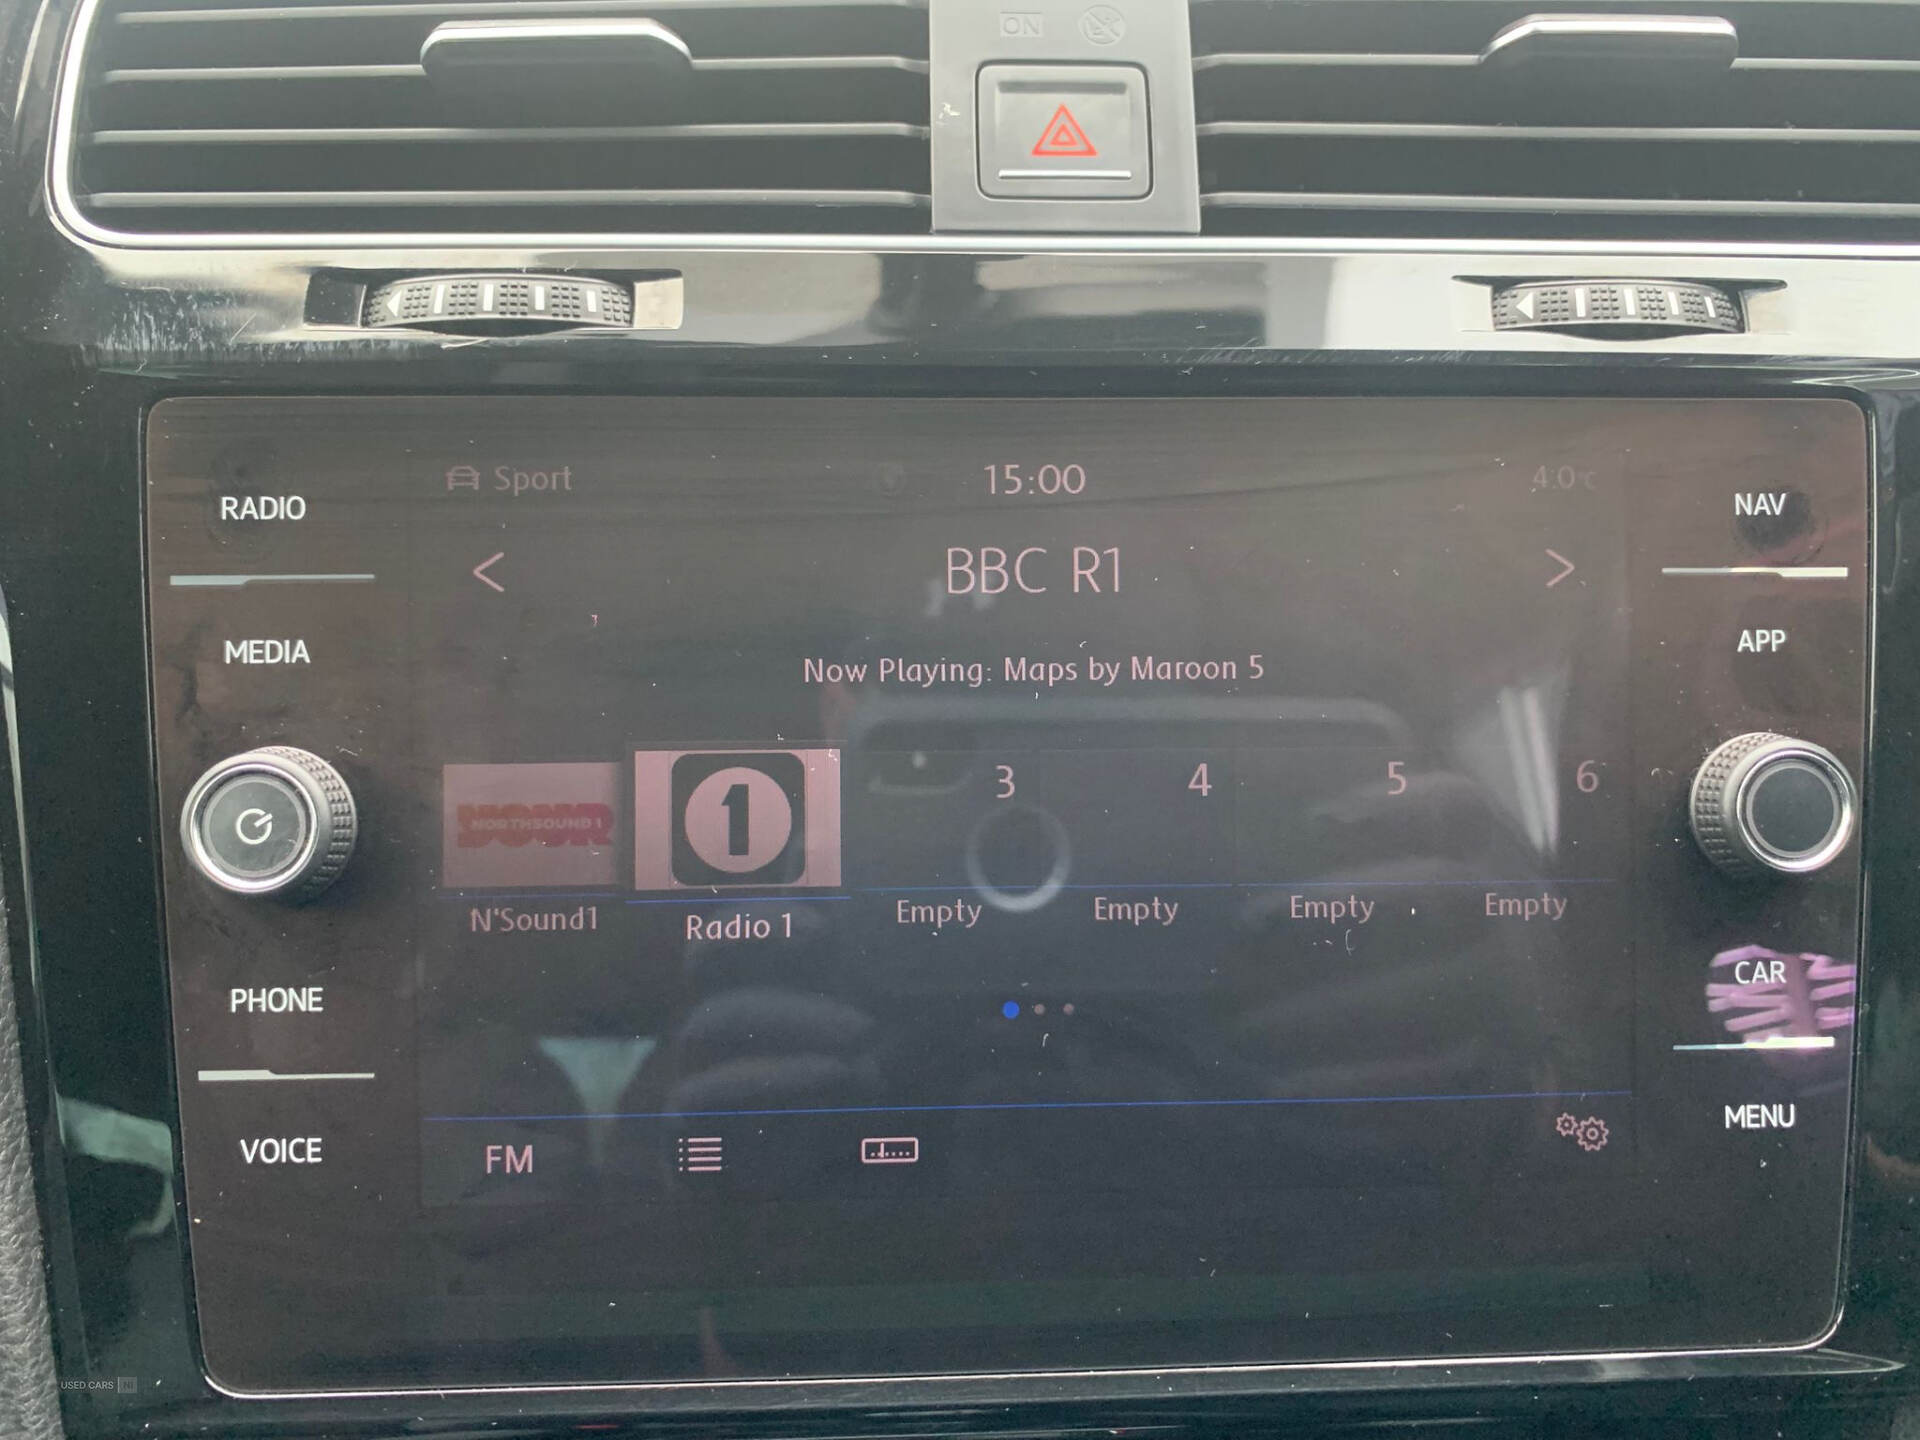 ON
Sport 15:00 4.0°C
RADIO
NAV
< BBC R1 >
MEDIA
APP
Now Playing: Maps by Maroon 5
NORTHSOUND 1
1
3
4
5
6
N'Sound1
Radio 1
Empty
Empty
Empty
Empty
PHONE
CAR
VOICE
FM
MENU
USED CARS NI